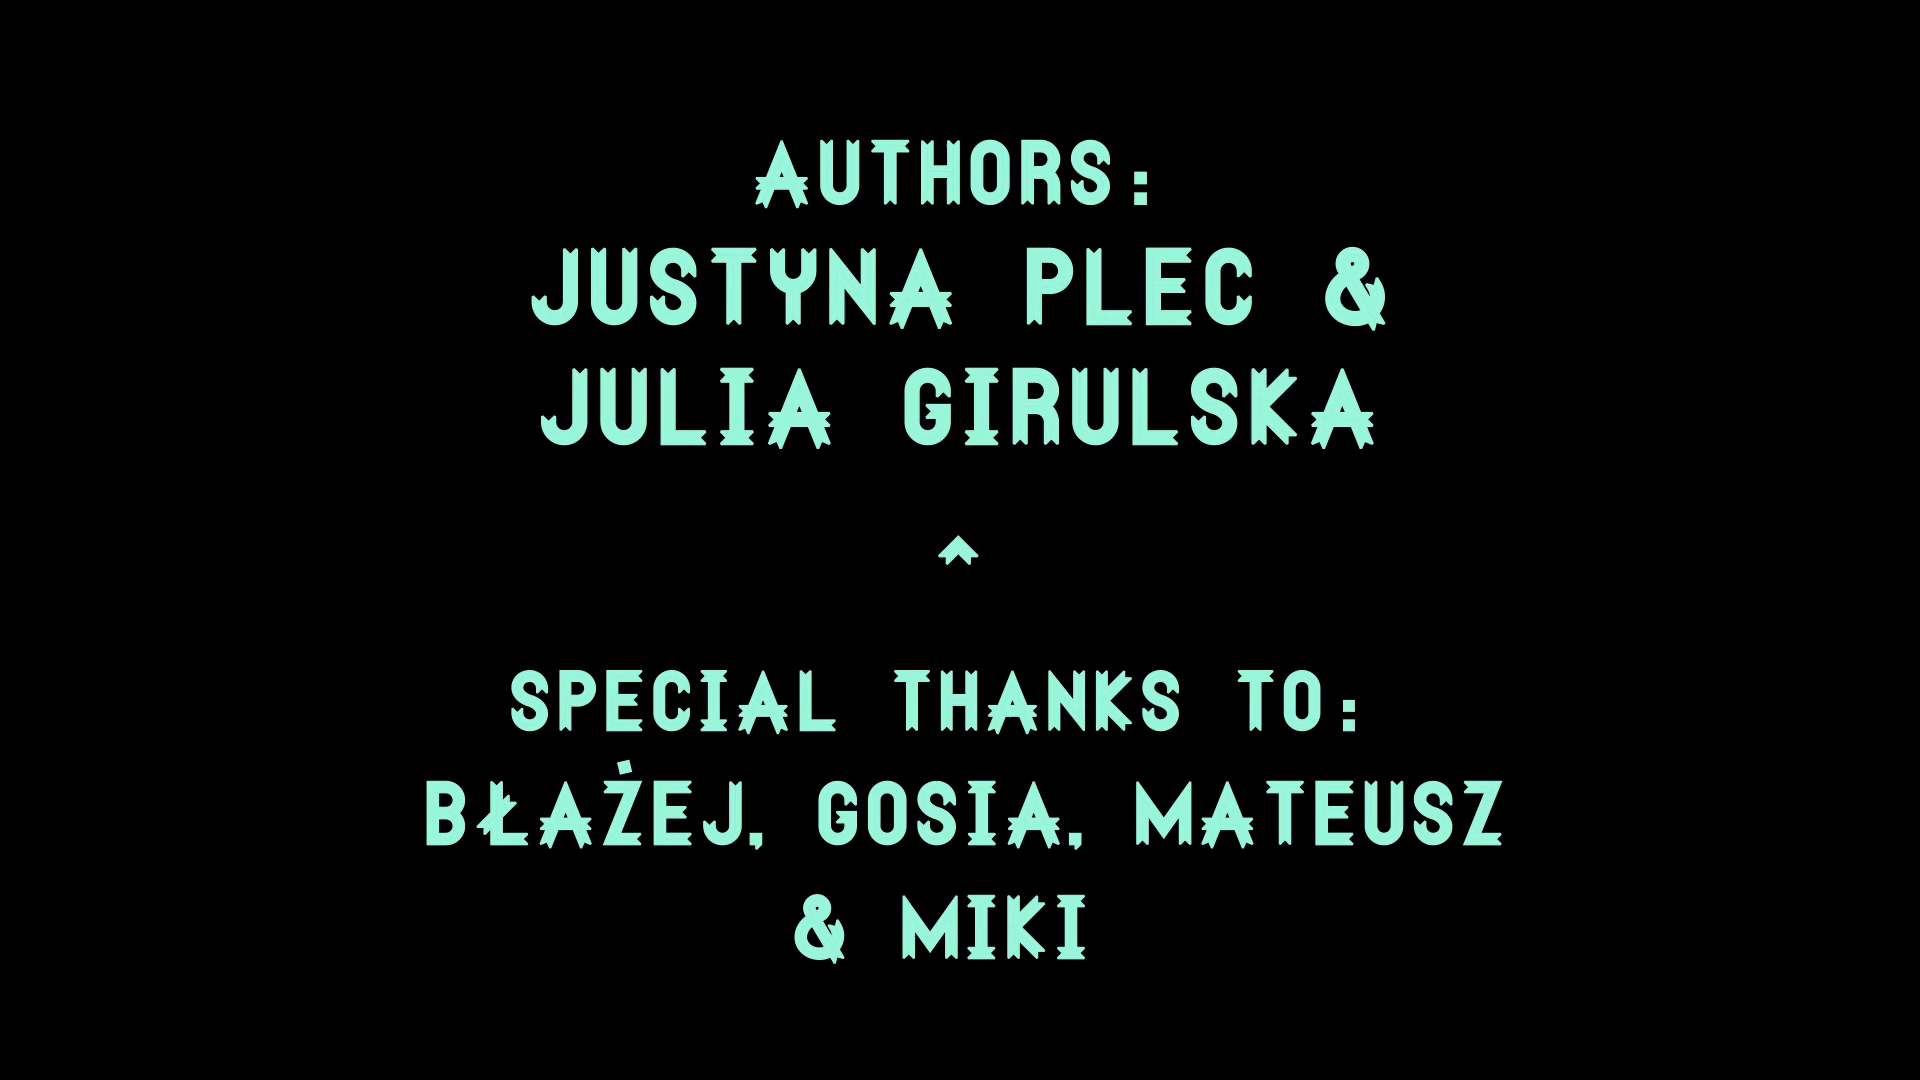 AUTHORS:
JUSTYNA PLEC &
JULIA GIRULSKA
^
SPECIAL THANKS TO:
BŁAŻEJ, GOSIA, MATEUSZ
& MIKI